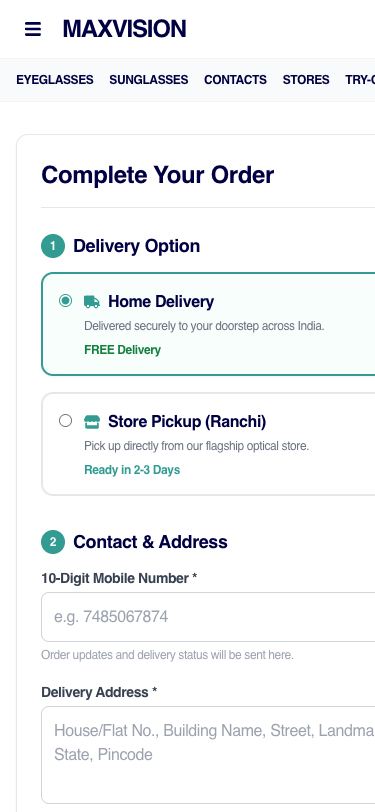 MAXVISION
EYEGLASSES SUNGLASSES CONTACTS STORES
Complete Your Order
1 Delivery Option
Home Delivery
Delivered securely to your doorstep across India.
FREE Delivery
Store Pickup (Ranchi)
Pick up directly from our flagship optical store.
Ready in 2-3 Days
2 Contact & Address
10-Digit Mobile Number *
e.g. 7485067874
Order updates and delivery status will be sent here.
Delivery Address *
House/Flat No., Building Name, Street,
State, Pincode